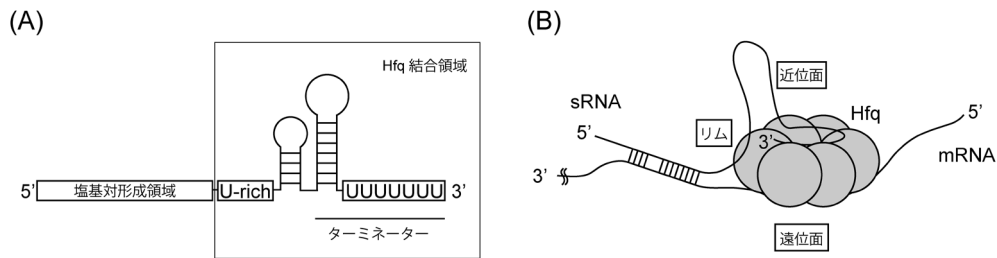 (A)
Hfq 結合領域
5’
塩基対形成領域
U-rich
UUUUUUU
3’
ターミネーター
(B)
近位面
sRNA
Hfq
5’
リム
3’
5’
mRNA
3’
遠位面